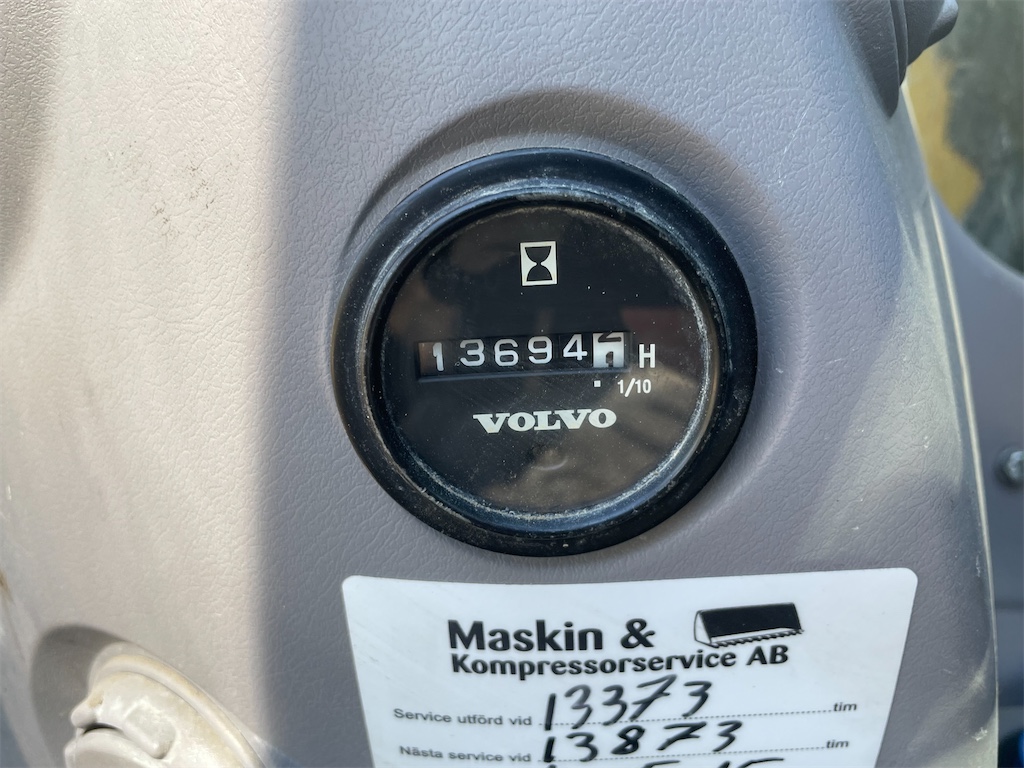 13694 H
1/10
VOLVO
Maskin &
Kompressorservice AB
Service utförd vid 13373 tim
Nästa service vid 13873 tim